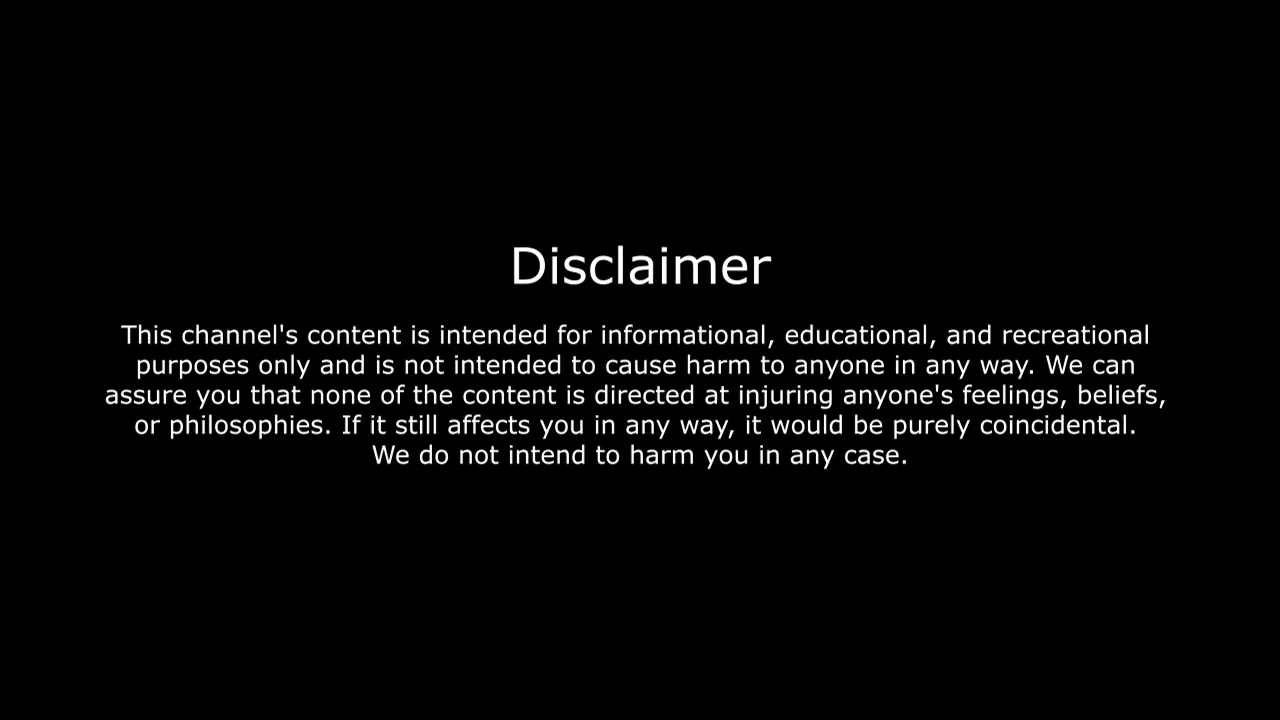 Disclaimer
This channel's content is intended for informational, educational, and recreational
purposes only and is not intended to cause harm to anyone in any way. We can
assure you that none of the content is directed at injuring anyone's feelings, beliefs,
or philosophies. If it still affects you in any way, it would be purely coincidental.
We do not intend to harm you in any case.